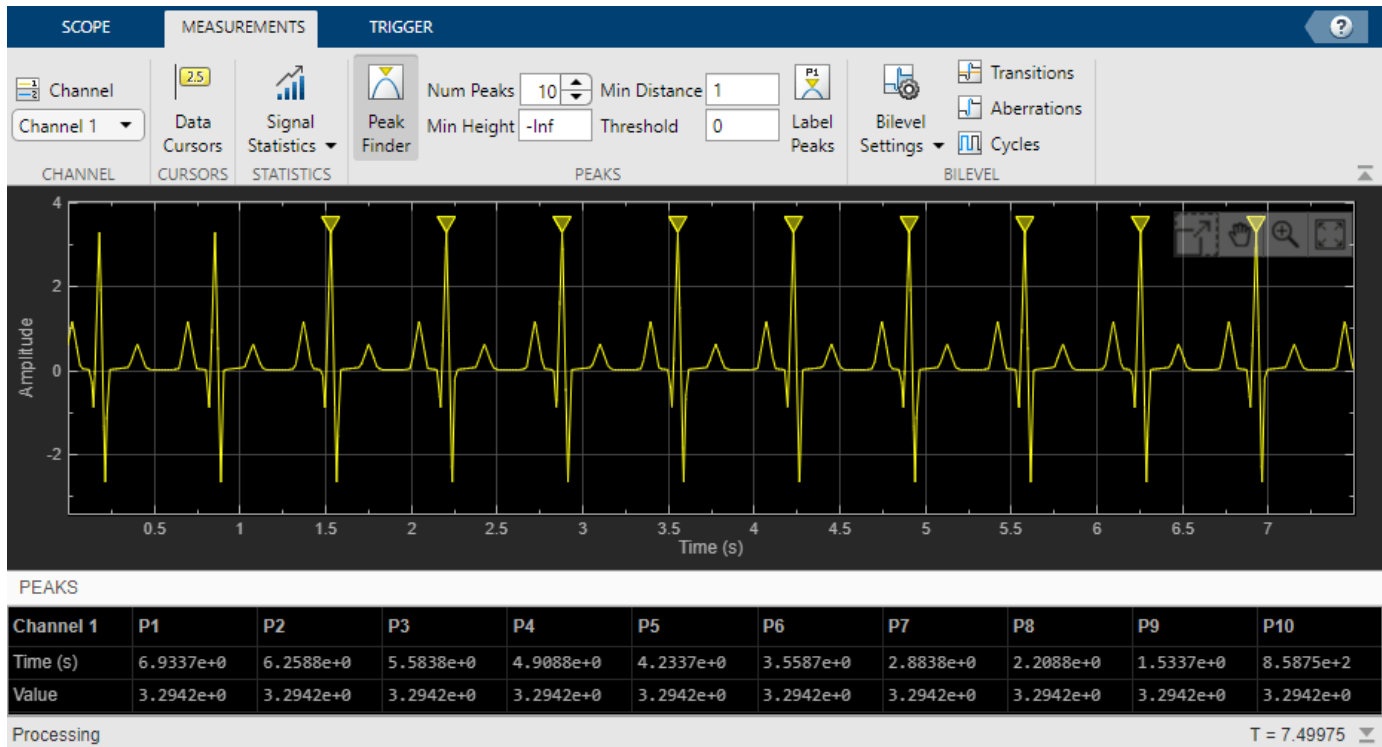 SCOPE MEASUREMENTS TRIGGER ?
Channel
Channel 1
CHANNEL
2.5
Data
Cursors
CURSORS
Signal
Statistics
STATISTICS
Peak
Finder
Num Peaks 10 Min Distance 1
Min Height -Inf Threshold 0
P1
Label
Peaks
PEAKS
Bilevel
Settings
Transitions
Aberrations
Cycles
BILEVEL
4
2
0
-2
Amplitude
0.5 1 1.5 2 2.5 3 3.5 4 4.5 5 5.5 6 6.5 7
Time (s)
PEAKS
Channel 1 P1 P2 P3 P4 P5 P6 P7 P8 P9 P10
Time (s) 6.9337e+0 6.2588e+0 5.5838e+0 4.9088e+0 4.2337e+0 3.5587e+0 2.8838e+0 2.2088e+0 1.5337e+0 8.5875e+2
Value 3.2942e+0 3.2942e+0 3.2942e+0 3.2942e+0 3.2942e+0 3.2942e+0 3.2942e+0 3.2942e+0 3.2942e+0 3.2942e+0
Processing T = 7.49975